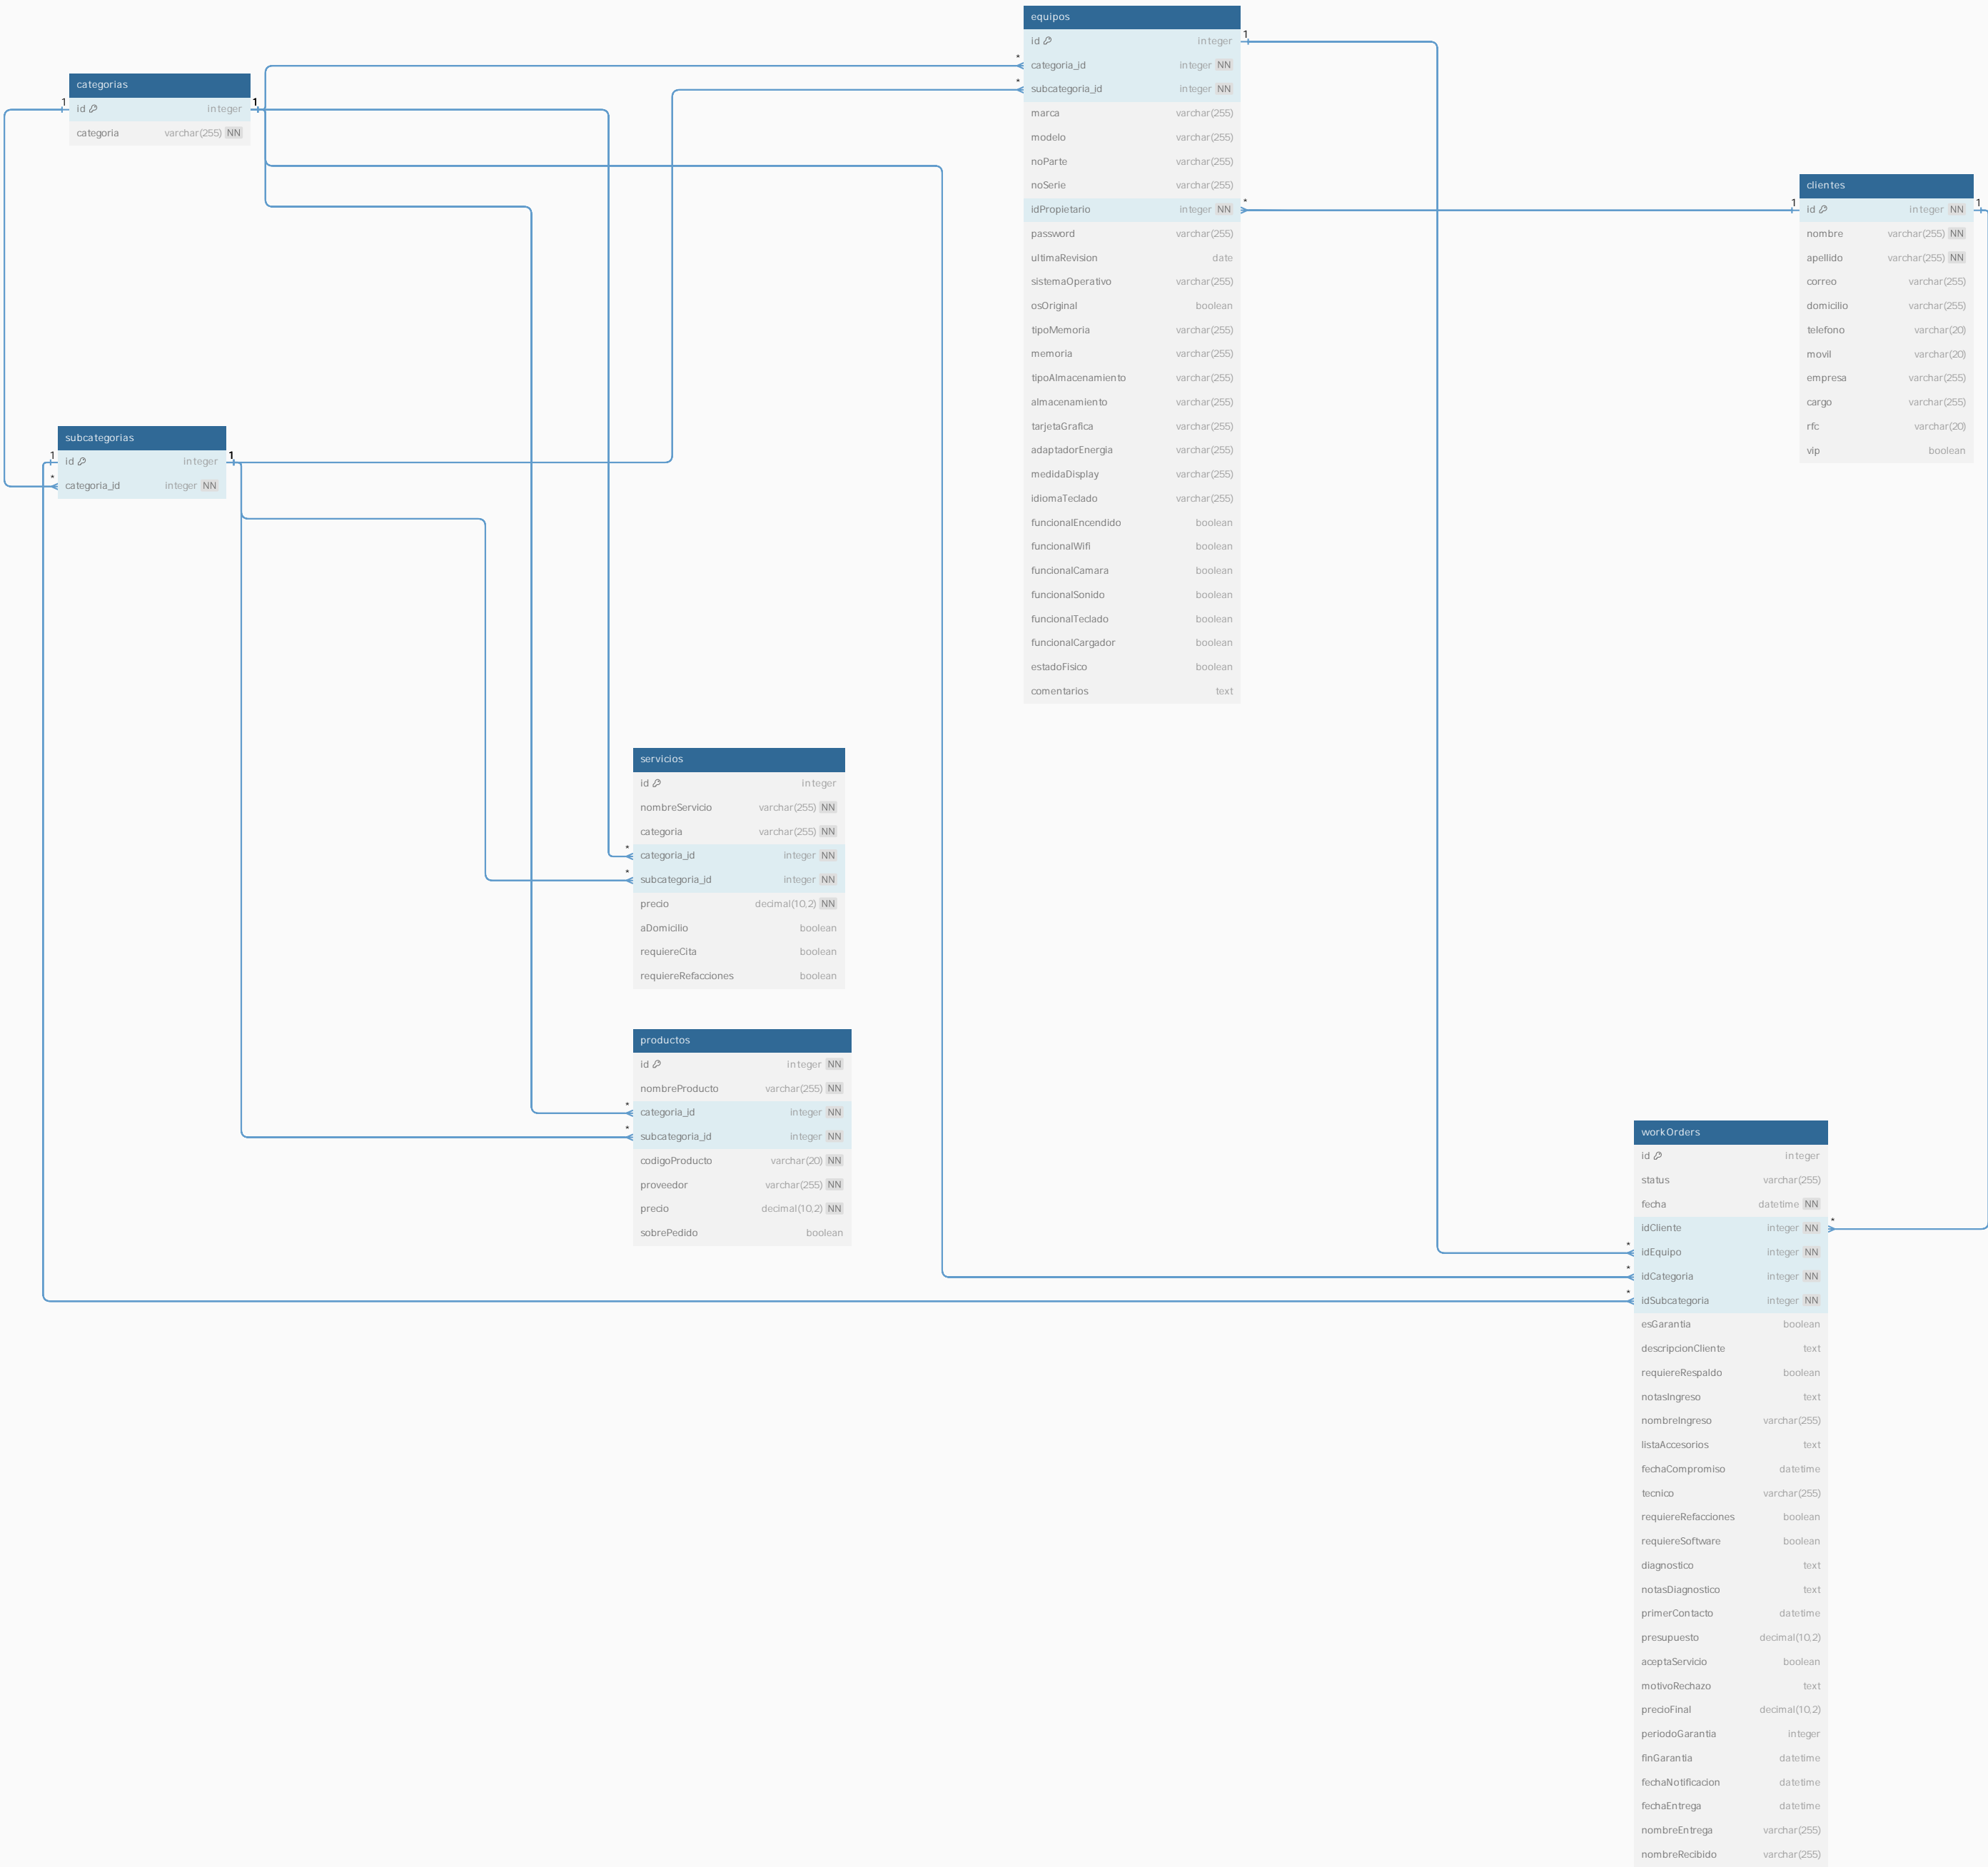 equipos
id integer
categoria_id integer NN
subcategoria_id integer NN
marca varchar(255)
modelo varchar(255)
noParte varchar(255)
noSerie varchar(255)
idPropietario integer NN
password varchar(255)
ultimaRevision date
sistemaOperativo varchar(255)
osOriginal boolean
tipoMemoria varchar(255)
memoria varchar(255)
tipoAlmacenamiento varchar(255)
almacenamiento varchar(255)
tarjetaGrafica varchar(255)
adaptadorEnergia varchar(255)
medidaDisplay varchar(255)
idiomaTeclado varchar(255)
funcionalEncendido boolean
funcionalWifi boolean
funcionalCamara boolean
funcionalSonido boolean
funcionalTeclado boolean
funcionalCargador boolean
estadoFisico boolean
comentarios text
1
*
*
*
categorias
1 id integer 1
categoria varchar(255) NN
clientes
1 id integer NN 1
nombre varchar(255) NN
apellido varchar(255) NN
correo varchar(255)
domicilio varchar(255)
telefono varchar(20)
movil varchar(20)
empresa varchar(255)
cargo varchar(255)
rfc varchar(20)
vip boolean
subcategorias
1 id integer 1
* categoria_id integer NN
servicios
id integer
nombreServicio varchar(255) NN
categoria varchar(255) NN
* categoria_id integer NN
* subcategoria_id integer NN
precio decimal(10,2) NN
aDomicilio boolean
requiereCita boolean
requiereRefacciones boolean
productos
id integer NN
nombreProducto varchar(255) NN
* categoria_id integer NN
* subcategoria_id integer NN
codigoProducto varchar(20) NN
proveedor varchar(255) NN
precio decimal(10,2) NN
sobrePedido boolean
workOrders
id integer
status varchar(255)
fecha datetime NN
idCliente integer NN *
* idEquipo integer NN
* idCategoria integer NN
* idSubcategoria integer NN
esGarantia boolean
descripcionCliente text
requiereRespaldo boolean
notasIngreso text
nombreIngreso varchar(255)
listaAccesorios text
fechaCompromiso datetime
tecnico varchar(255)
requiereRefacciones boolean
requiereSoftware boolean
diagnostico text
notasDiagnostico text
primerContacto datetime
presupuesto decimal(10,2)
aceptaServicio boolean
motivoRechazo text
precioFinal decimal(10,2)
periodoGarantia integer
finGarantia datetime
fechaNotificacion datetime
fechaEntrega datetime
nombreEntrega varchar(255)
nombreRecibido varchar(255)